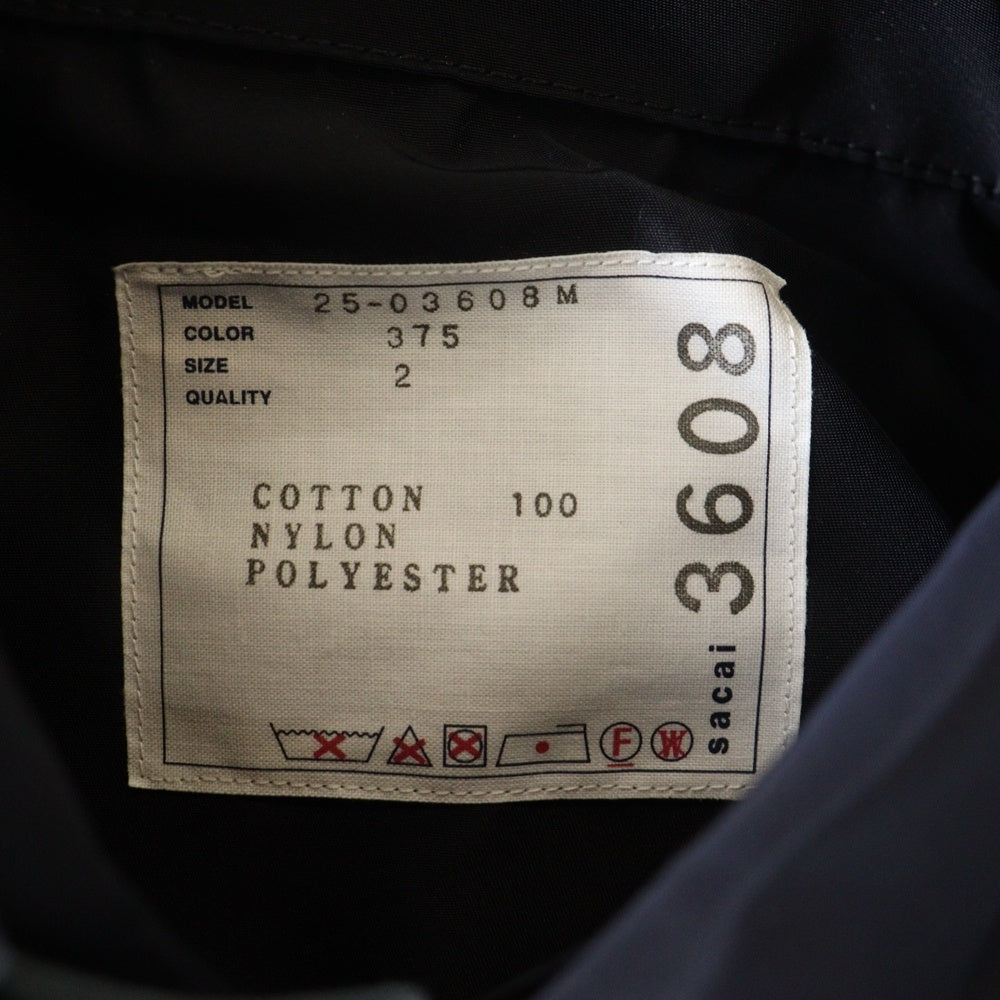 MODEL 25-03608M
COLOR 375
SIZE 2
QUALITY
COTTON 100
NYLON
POLYESTER
F W
sacai 3608